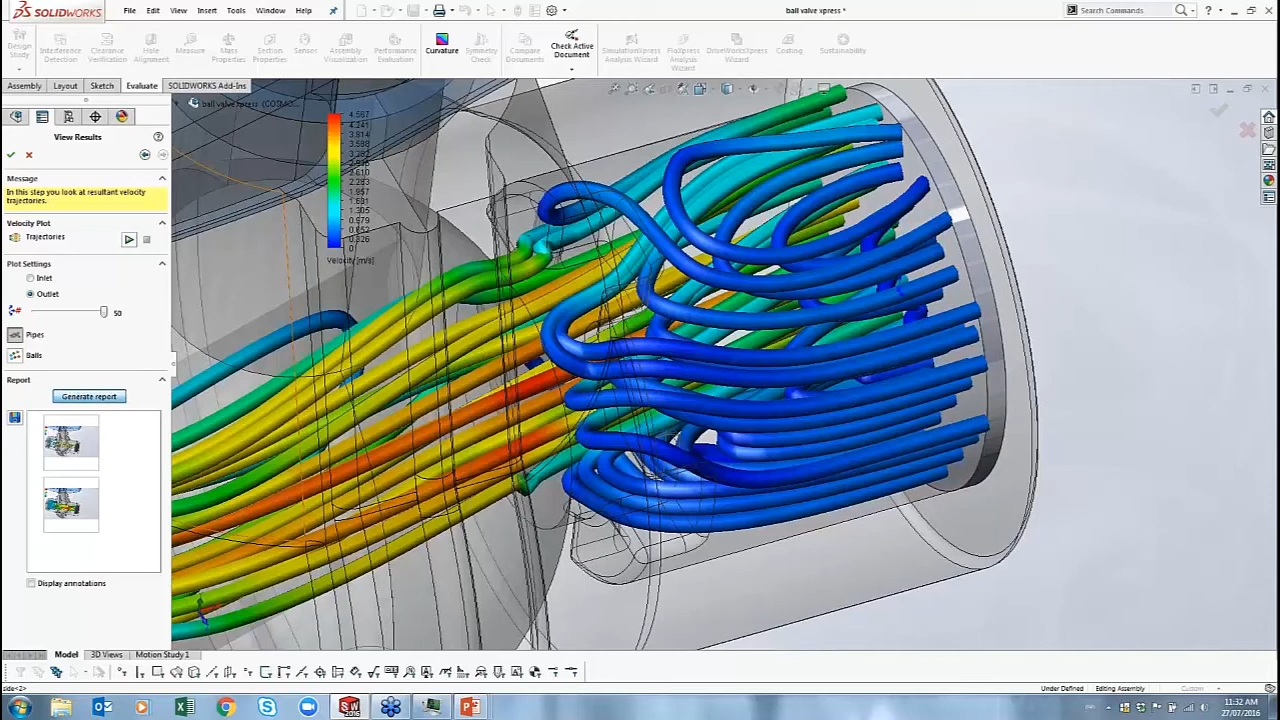 SOLIDWORKS
File
Edit
View
Insert
Tools
Window
Help
ball valve xpress *
Search Commands
Design Study
Interference Detection
Clearance Verification
Hole Alignment
Measure
Mass Properties
Section Properties
Sensor
Assembly Visualization
Performance Evaluation
Curvature
Symmetry Check
Compare Documents
Check Active Document
SimulationXpress Analysis Wizard
FloXpress Analysis Wizard
DriveWorksXpress Wizard
Costing
Sustainability
Assembly
Layout
Sketch
Evaluate
SOLIDWORKS Add-Ins
ball valve xpress (COSMO...
View Results
Message
In this step you look at resultant velocity
trajectories.
Velocity Plot
Trajectories
Plot Settings
Inlet
Outlet
50
Pipes
Balls
Report
Generate report
Display annotations
4.567
4.241
3.914
3.588
3.262
2.610
2.283
1.957
1.305
0.979
0.652
0.326
0
Velocity [m/s]
Model
3D Views
Motion Study 1
side<2>
Under Defined
Editing Assembly
Custom
SW
2016
11:32 AM
27/07/2016